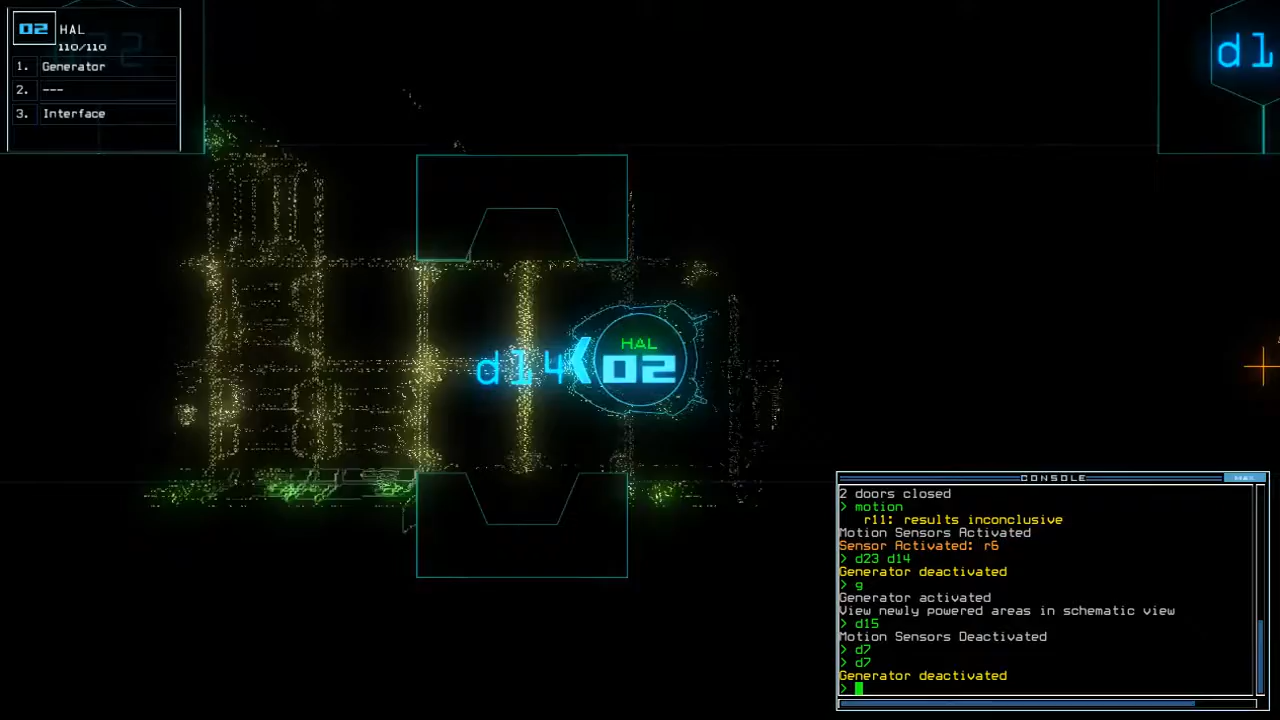 02 HAL
110/110
1. Generator
2. ---
3. Interface
d1
HAL
d14 02
CONSOLE
2 doors closed
> motion
r11: results inconclusive
Motion Sensors Activated
Sensor Activated: r6
> d23 d14
Generator deactivated
> g
Generator activated
View newly powered areas in schematic view
> d15
Motion Sensors Deactivated
> d7
> d7
Generator deactivated
>